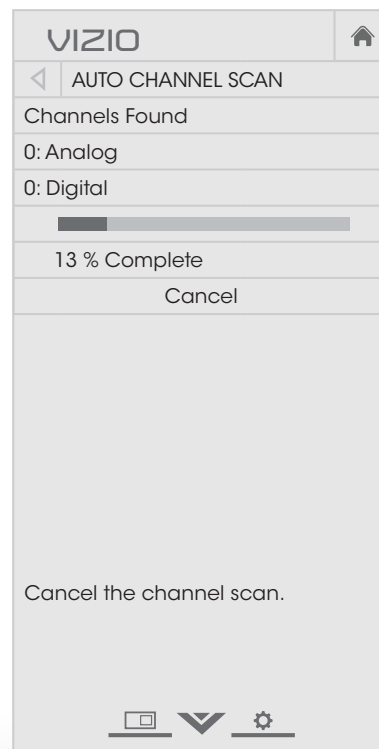 VIZIO
AUTO CHANNEL SCAN
Channels Found
0: Analog
0: Digital
13 % Complete
Cancel
Cancel the channel scan.